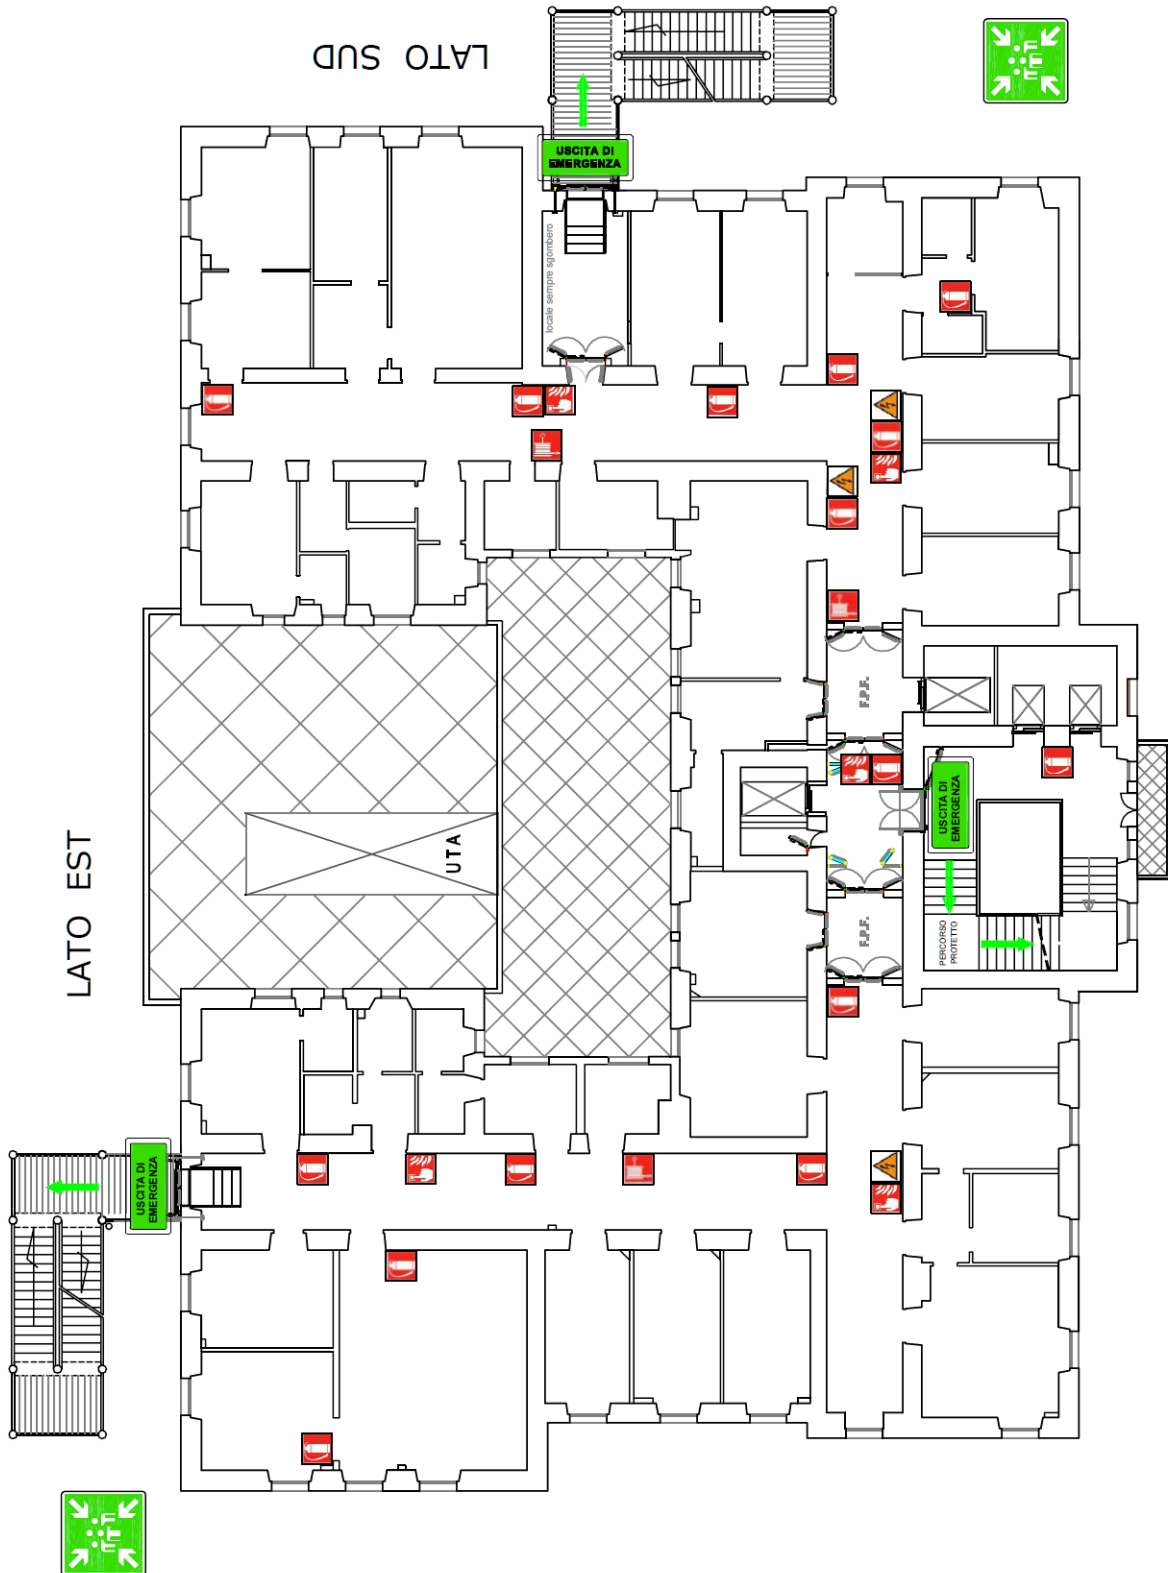 LATO SUD
USCITA DI
EMERGENZA
locale sempre sgombero
F.P.F.
USCITA DI
EMERGENZA
UTA
LATO EST
F.P.F.
PERCORSO
PROTETTO
USCITA DI
EMERGENZA